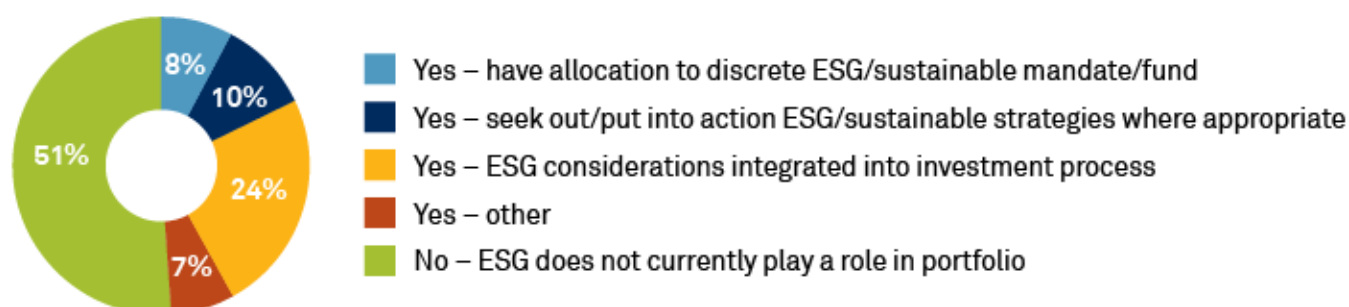 8%
10%
24%
7%
51%
Yes – have allocation to discrete ESG/sustainable mandate/fund
Yes – seek out/put into action ESG/sustainable strategies where appropriate
Yes – ESG considerations integrated into investment process
Yes – other
No – ESG does not currently play a role in portfolio